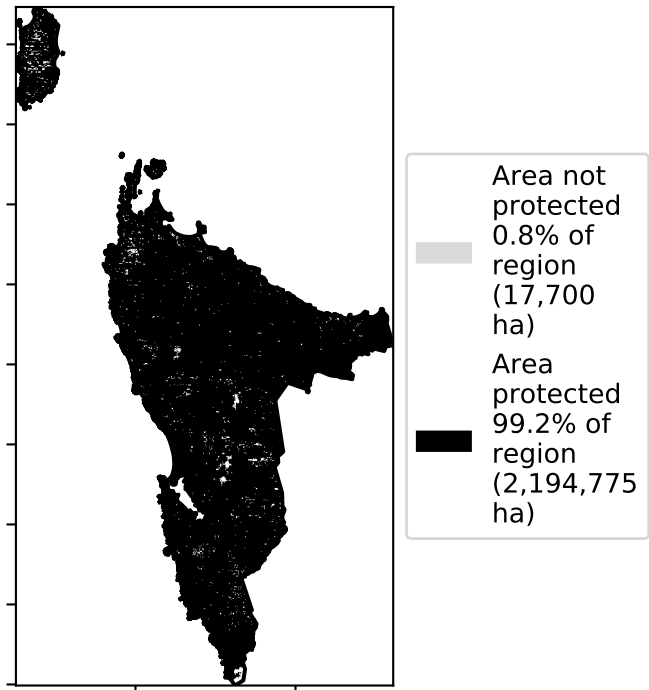 Area not
protected
0.8% of
region
(17,700
ha)
Area
protected
99.2% of
region
(2,194,775
ha)